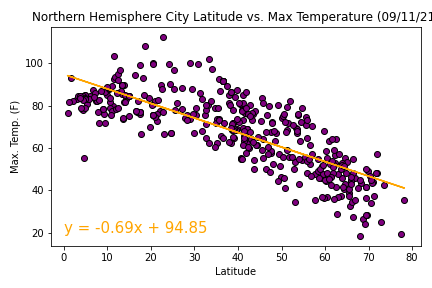 Northern Hemisphere City Latitude vs. Max Temperature (09/11/21
Max. Temp. (F)
100
80
60
40
20
y = -0.69x + 94.85
0 10 20 30 40 50 60 70 80
Latitude